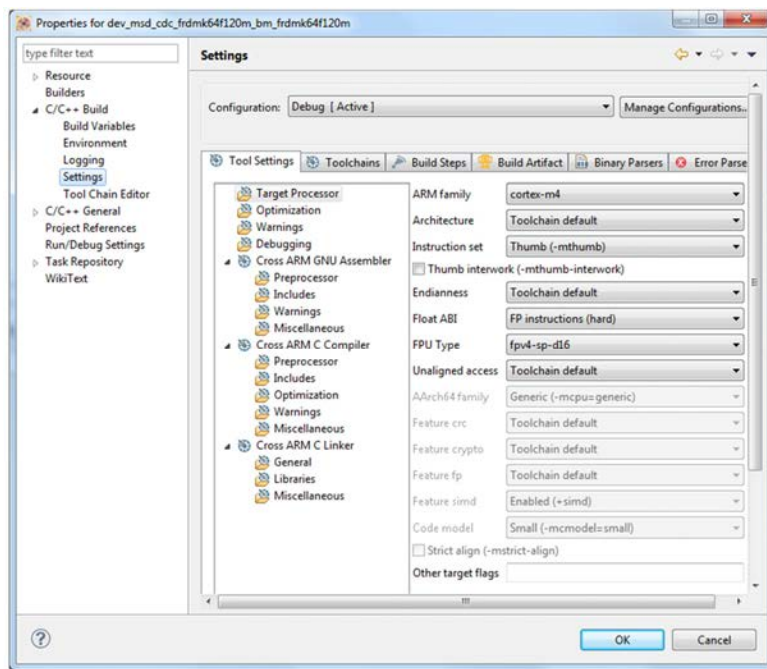 Properties for dev_msd_cdc_frdmk64f120m_bm_frdmk64f120m
type filter text
Resource
Builders
C/C++ Build
Build Variables
Environment
Logging
Settings
Tool Chain Editor
C/C++ General
Project References
Run/Debug Settings
Task Repository
WikiText
Settings
Configuration: Debug [ Active ] Manage Configurations..
Tool Settings Toolchains Build Steps Build Artifact Binary Parsers Error Parse
Target Processor
Optimization
Warnings
Debugging
Cross ARM GNU Assembler
Preprocessor
Includes
Warnings
Miscellaneous
Cross ARM C Compiler
Preprocessor
Includes
Optimization
Warnings
Miscellaneous
Cross ARM C Linker
General
Libraries
Miscellaneous
ARM family cortex-m4
Architecture Toolchain default
Instruction set Thumb (-mthumb)
Thumb interwork (-mthumb-interwork)
Endianness Toolchain default
Float ABI FP instructions (hard)
FPU Type fpv4-sp-d16
Unaligned access Toolchain default
AArch64 family Generic (-mcpu=generic)
Feature crc Toolchain default
Feature crypto Toolchain default
Feature fp Toolchain default
Feature simd Enabled (+simd)
Code model Small (-mcmodel=small)
Strict align (-mstrict-align)
Other target flags
OK Cancel